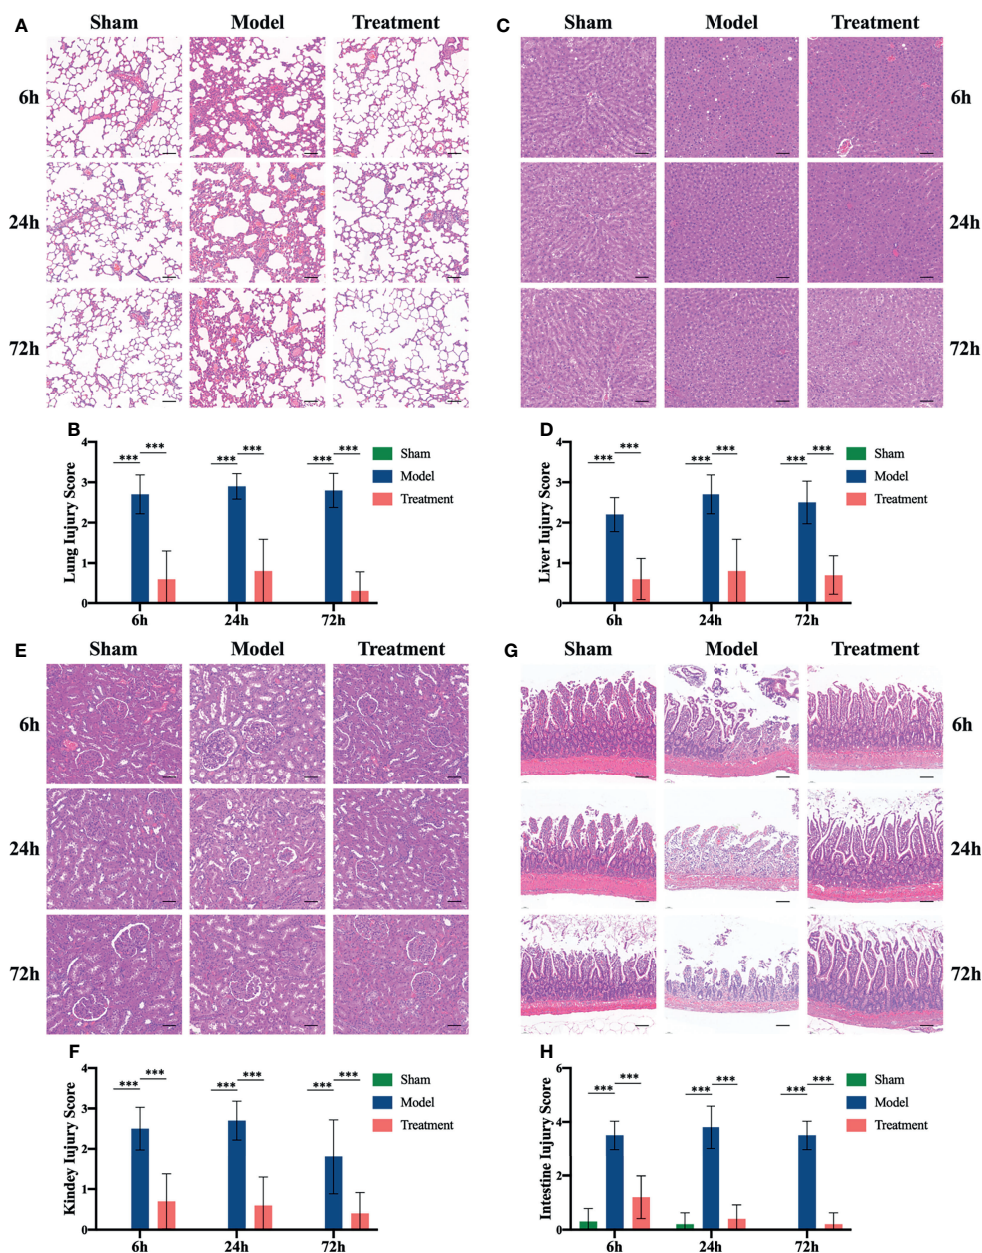 A
Sham
Model
Treatment
6h
24h
72h
B
Lung Iujury Score
4
3
2
1
0
***
***
***
***
***
***
6h
24h
72h
Sham
Model
Treatment
C
Sham
Model
Treatment
6h
24h
72h
D
Liver Iujury Score
4
3
2
1
0
***
***
***
***
***
***
6h
24h
72h
Sham
Model
Treatment
E
Sham
Model
Treatment
6h
24h
72h
F
Kindey Iujury Score
4
3
2
1
0
***
***
***
***
***
***
6h
24h
72h
Sham
Model
Treatment
G
Sham
Model
Treatment
6h
24h
72h
H
Intestine Iujury Score
6
4
2
0
***
***
***
***
***
***
6h
24h
72h
Sham
Model
Treatment